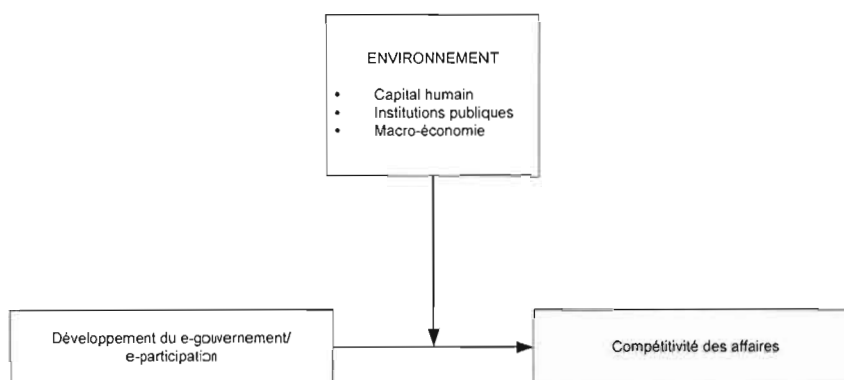 ENVIRONNEMENT
• Capital humain
• Institutions publiques
• Macro-économie
Développement du e-gouvernement/
e-participation
Compétitivité des affaires